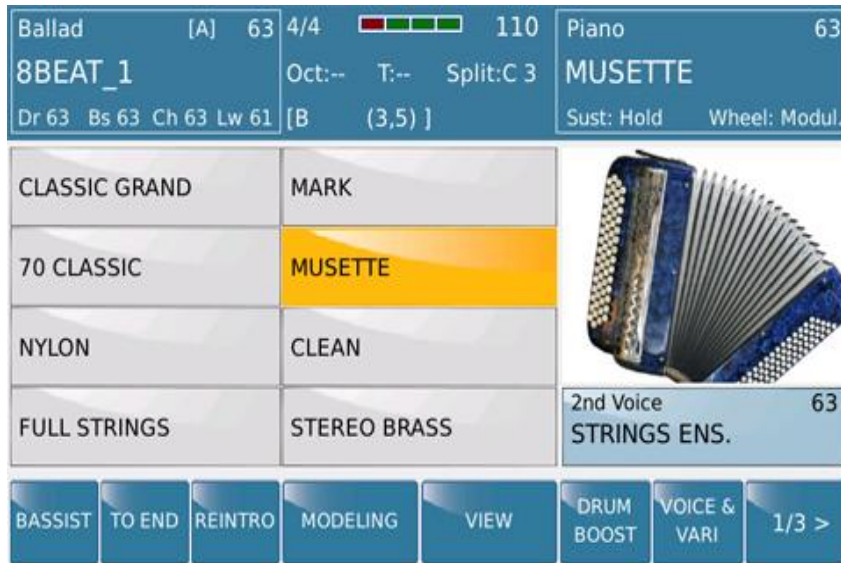 Ballad [A] 63
8BEAT_1
Dr 63 Bs 63 Ch 63 Lw 61
4/4 110
Oct:-- T:-- Split:C 3
[B (3,5) ]
Piano 63
MUSETTE
Sust: Hold Wheel: Modul.
CLASSIC GRAND
MARK
70 CLASSIC
MUSETTE
NYLON
CLEAN
FULL STRINGS
STEREO BRASS
2nd Voice 63
STRINGS ENS.
BASSIST
TO END
REINTRO
MODELING
VIEW
DRUM
BOOST
VOICE &
VARI
1/3 >